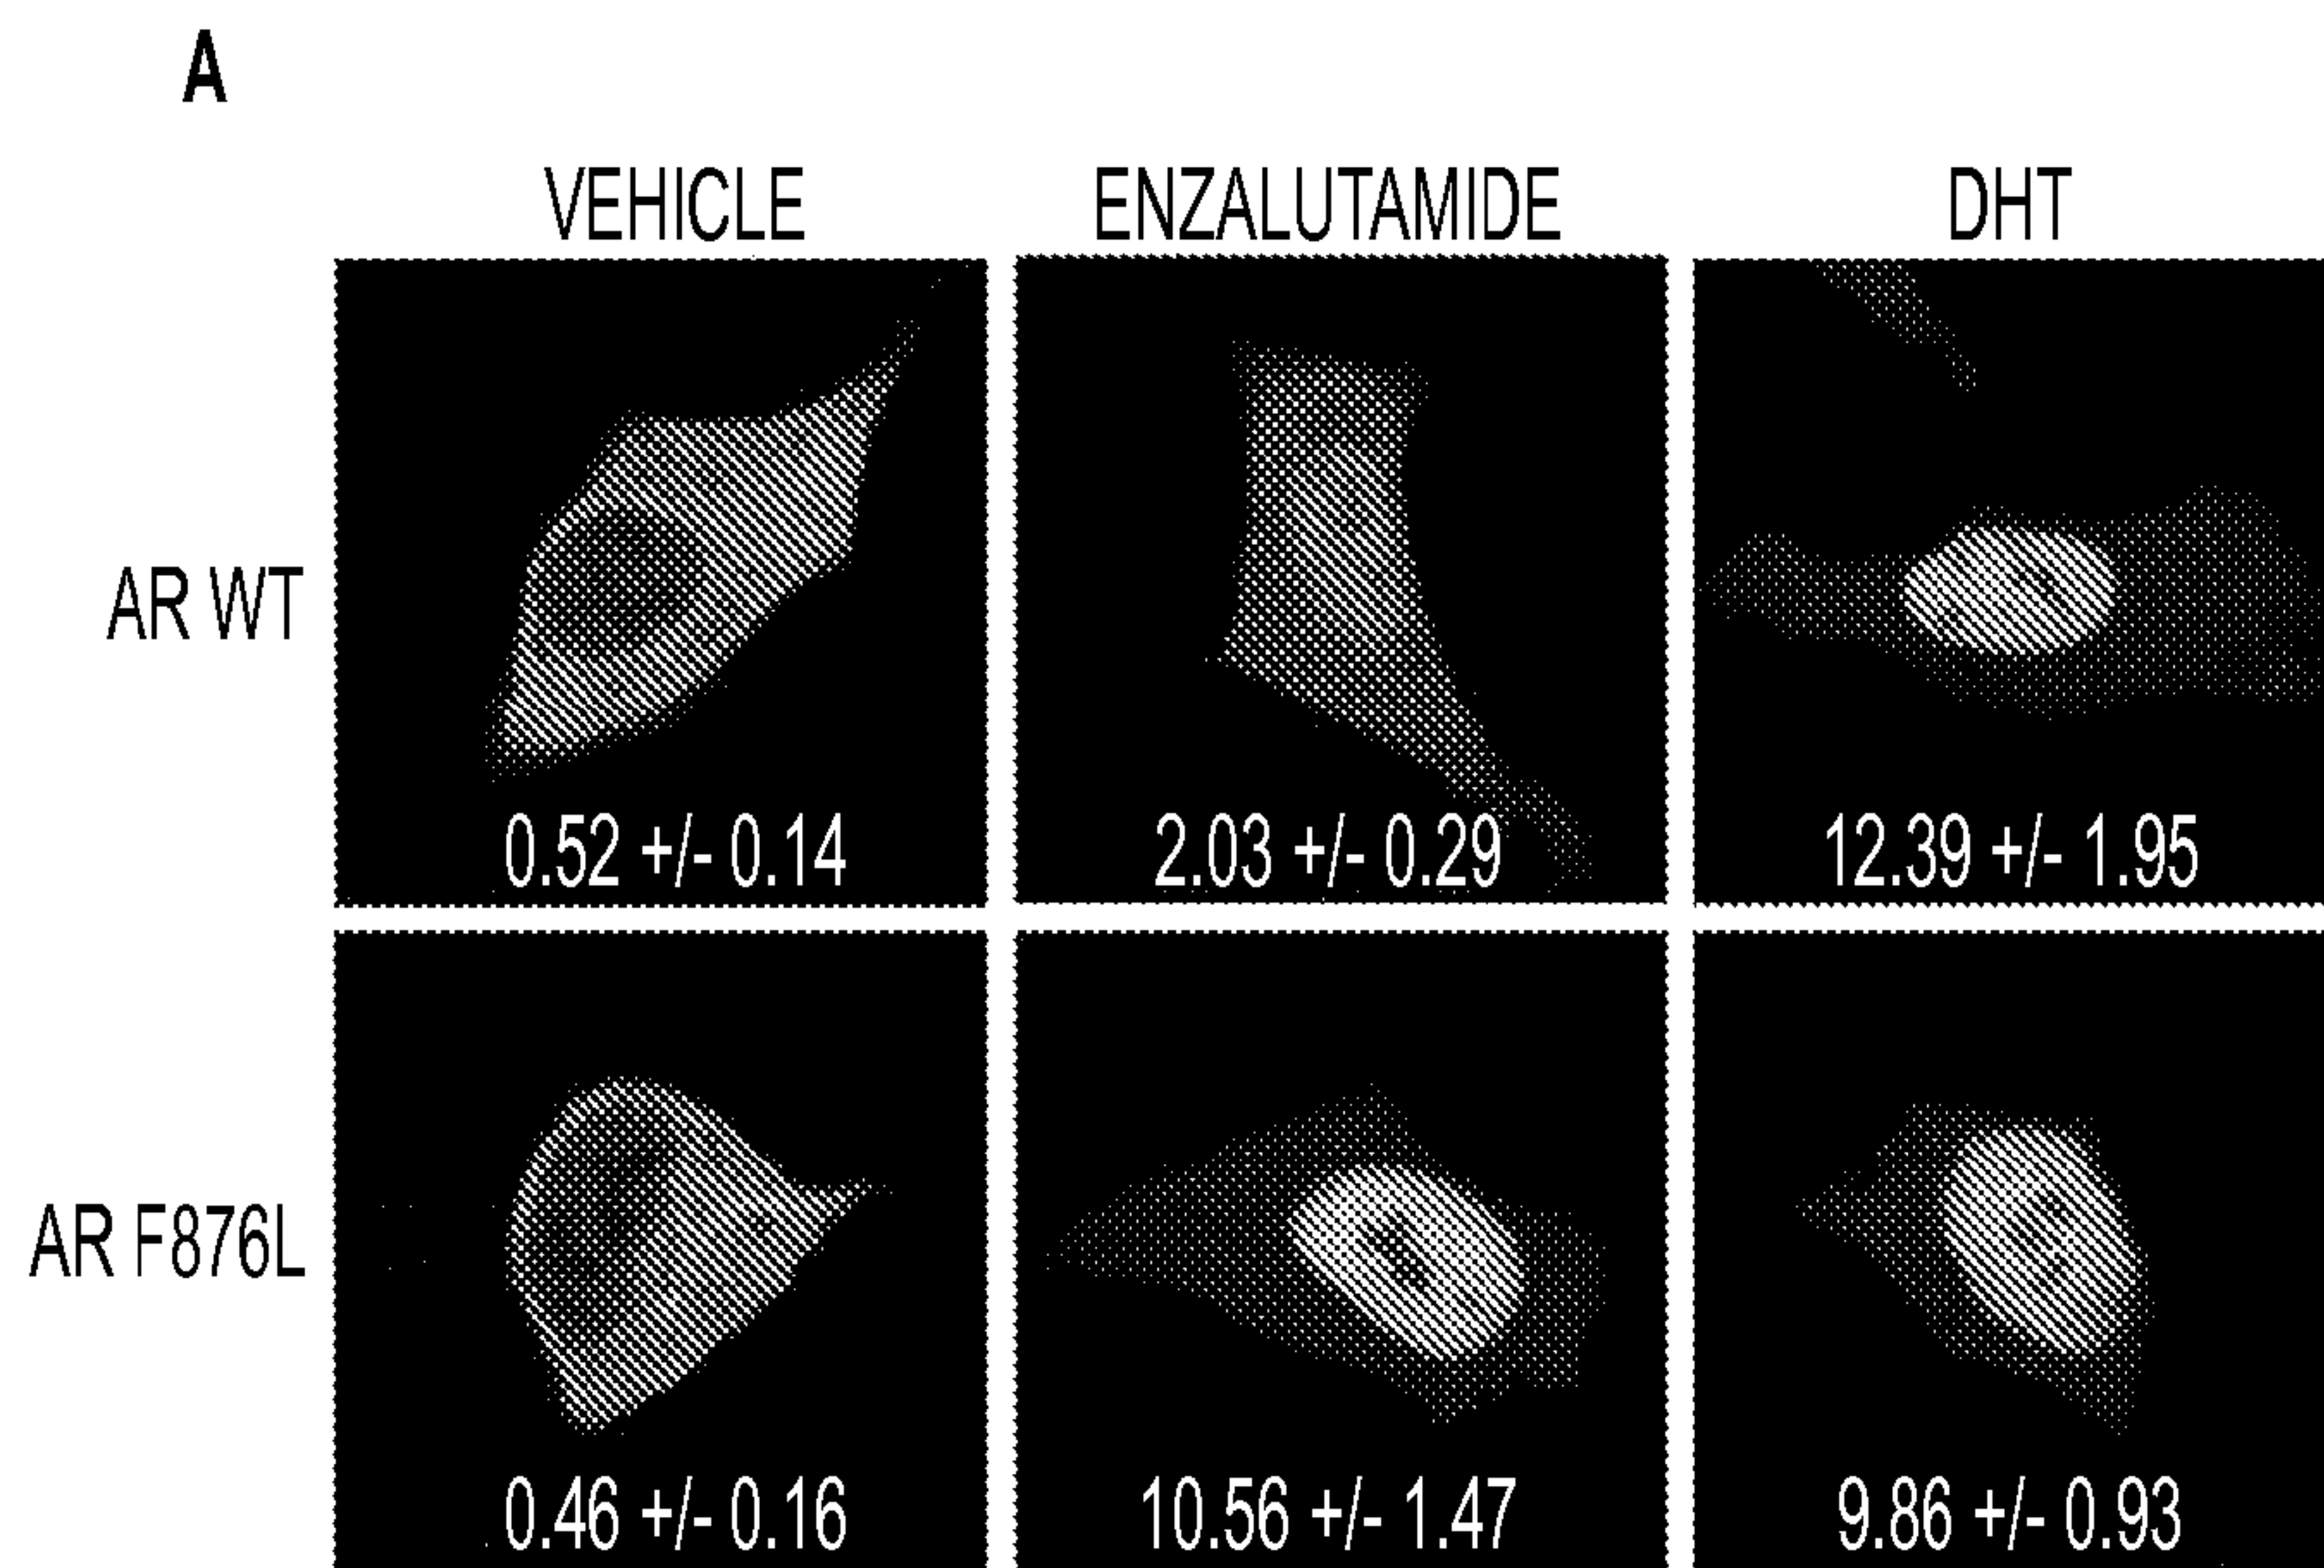 A
VEHICLE ENZALUTAMIDE DHT
AR WT
0.52 +/- 0.14 2.03 +/- 0.29 12.39 +/- 1.95
AR F876L
0.46 +/- 0.16 10.56 +/- 1.47 9.86 +/- 0.93